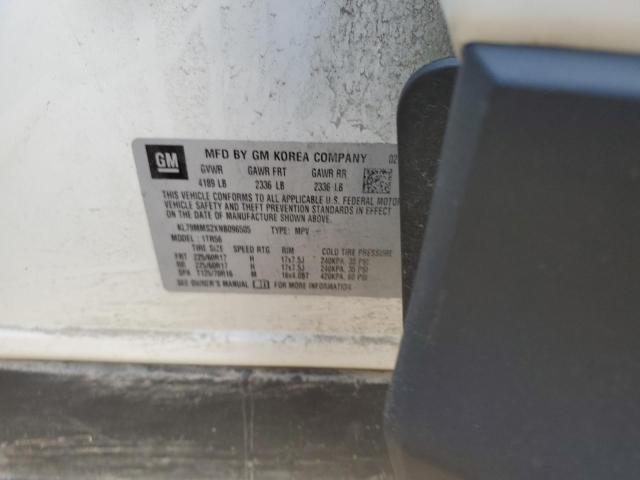 GM
MFD BY GM KOREA COMPANY 02
GVWR GAWR FRT GAWR RR
4189 LB 2336 LB 2336 LB
THIS VEHICLE CONFORMS TO ALL APPLICABLE U.S. FEDERAL MOTOR
VEHICLE SAFETY, BUMPER, AND
THEFT PREVENTION STANDARDS IN EFFECT ON THE DATE OF
MANUFACTURE SHOWN ABOVE.
KL79MMS2XNB096505 TYPE: MPV
MODEL: 1TR56
TIRE SIZE SPEED RTG RIM COLD TIRE PRESSURE
FRT 225/60R17 H 17x7.5J 240KPA, 35 PSI
RR 225/60R17 H 17x7.5J 240KPA, 35 PSI
SPA T125/70R16 M 16x4.0BT 420KPA, 60 PSI
SEE OWNER'S MANUAL FOR MORE INFORMATION.